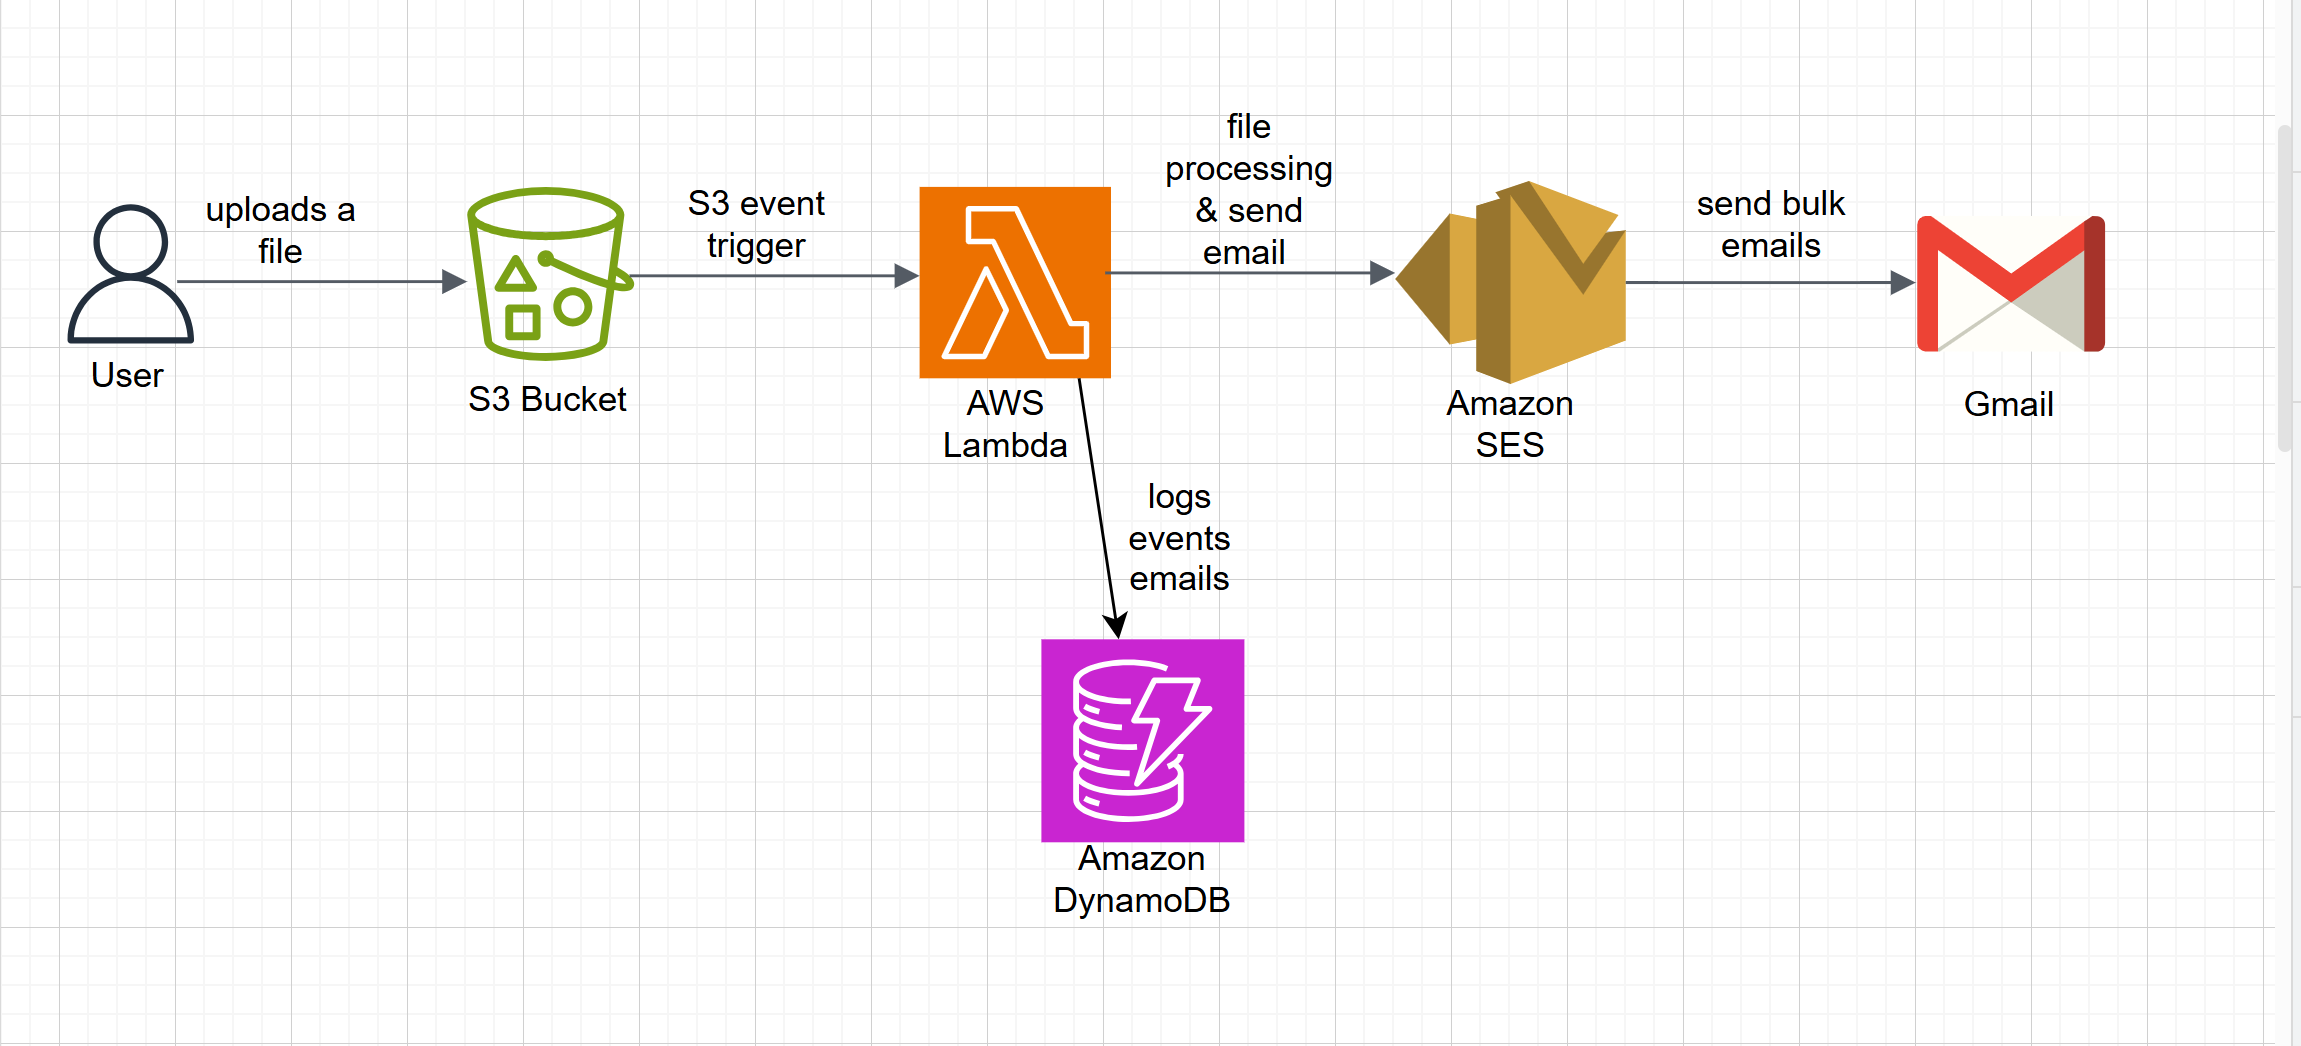 uploads a
file
User
S3 Bucket
S3 event
trigger
AWS
Lambda
file
processing
& send
email
Amazon
SES
send bulk
emails
Gmail
logs
events
emails
Amazon
DynamoDB